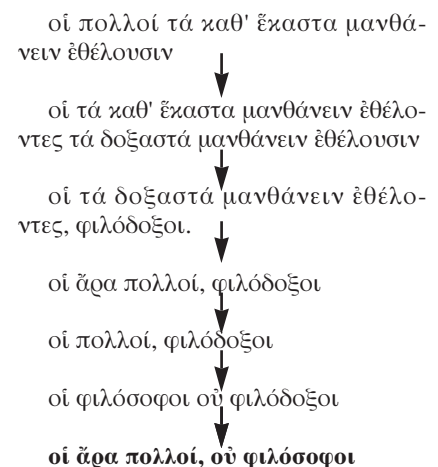 οἱ πολλοί τά καθ' ἕκαστα μανθά-
νειν ἐθέλουσιν
οἱ τά καθ' ἕκαστα μανθάνειν ἐθέλο-
ντες τά δοξαστά μανθάνειν ἐθέλουσιν
οἱ τά δοξαστά μανθάνειν ἐθέλο-
ντες, φιλόδοξοι.
οἱ ἄρα πολλοί, φιλόδοξοι
οἱ πολλοί, φιλόδοξοι
οἱ φιλόσοφοι οὐ φιλόδοξοι
οἱ ἄρα πολλοί, οὐ φιλόσοφοι